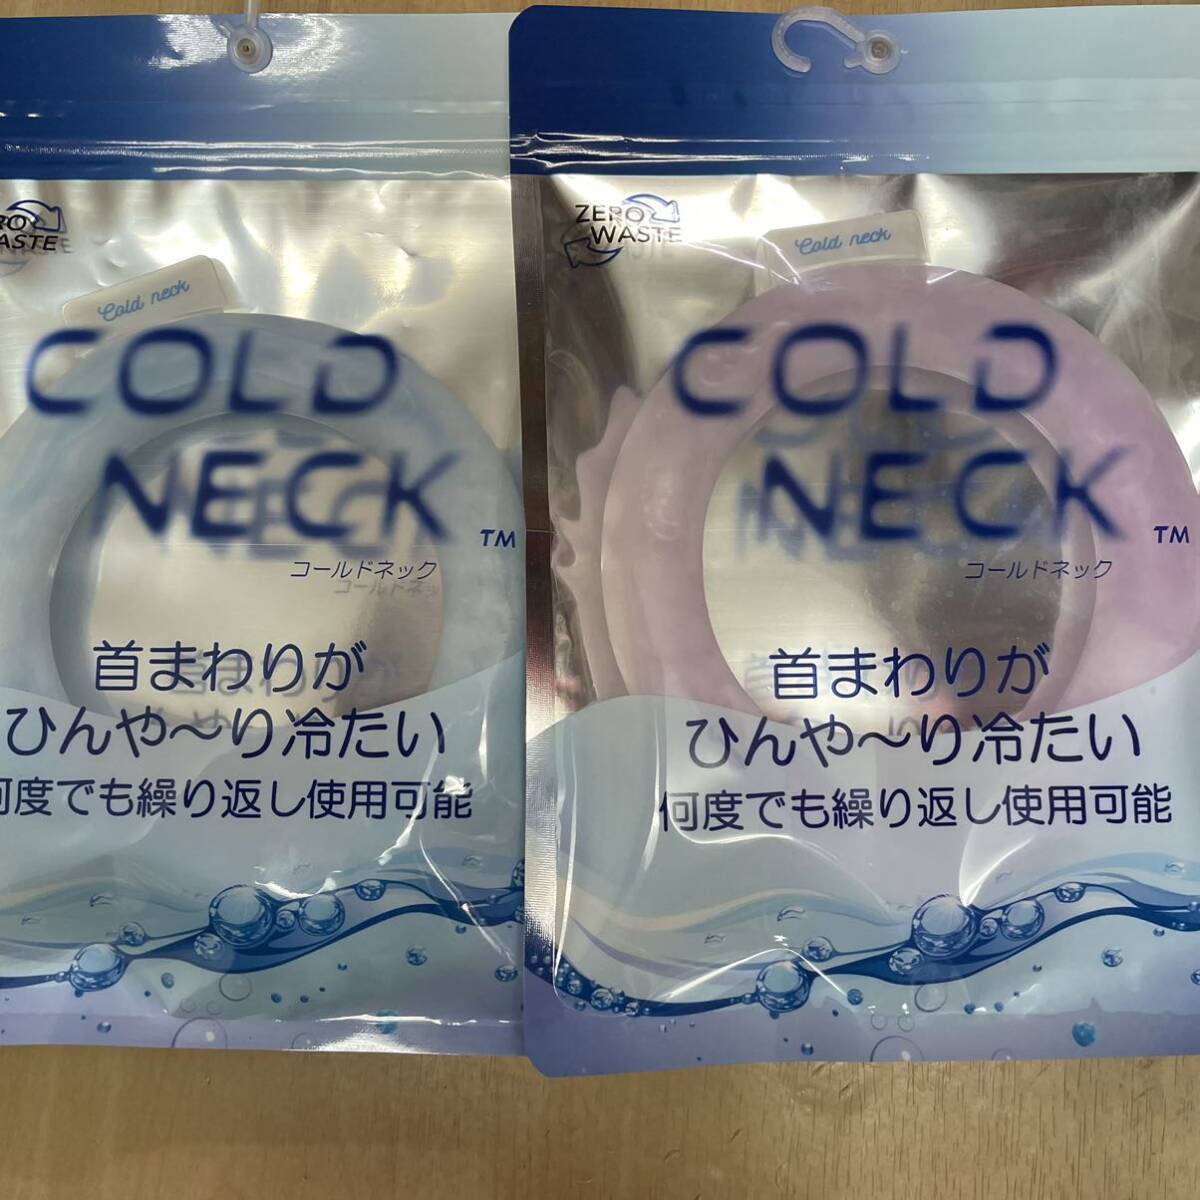 RO
ASTE
Cold neck
COLD
NECK
TM
コールドネック
首まわりが
ひんや〜り冷たい
何度でも繰り返し使用可能
ZERO
WASTE
Cold neck
COLD
NECK
TM
コールドネック
首まわりが
ひんや〜り冷たい
何度でも繰り返し使用可能